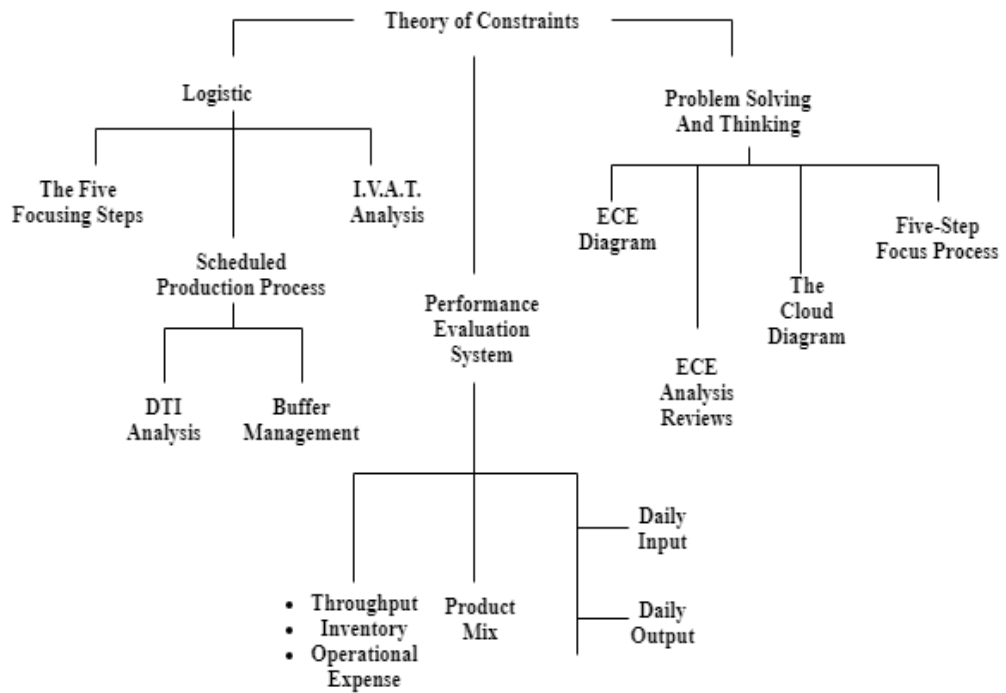 Theory of Constraints
Logistic
Problem Solving
And Thinking
The Five
Focusing Steps
I.V.A.T.
Analysis
Scheduled
Production Process
DTI
Analysis
Buffer
Management
Performance
Evaluation
System
ECE
Diagram
ECE
Analysis
Reviews
The
Cloud
Diagram
Five-Step
Focus Process
• Throughput
• Inventory
• Operational
Expense
Product
Mix
Daily
Input
Daily
Output